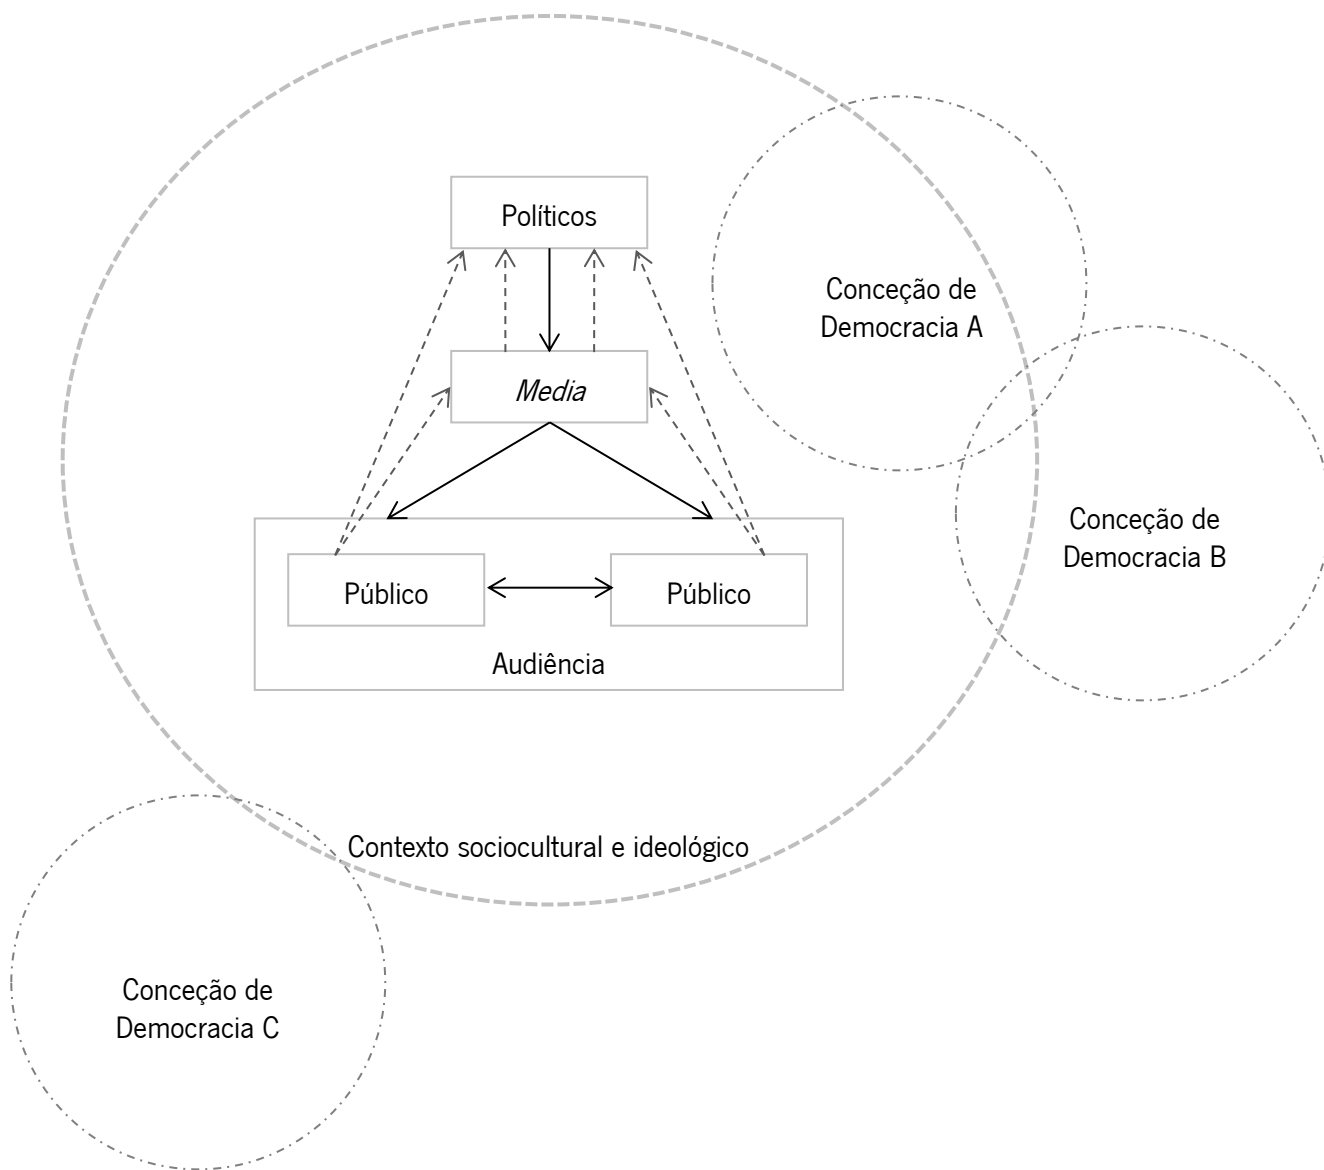 Políticos
Conceção de
Democracia A
Media
Conceção de
Democracia B
Público
Público
Audiência
Contexto sociocultural e ideológico
Conceção de
Democracia C